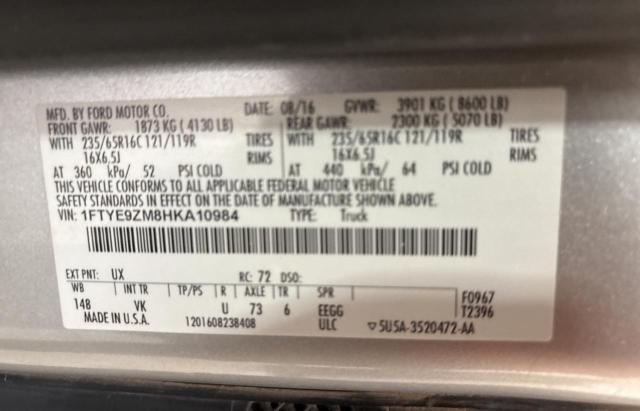 MFD. BY FORD MOTOR CO. DATE: 08/16 GVWR: 3901 KG ( 8600 LB)
FRONT GAWR: 1873 KG ( 4130 LB) REAR GAWR: 2300 KG ( 5070 LB)
WITH 235/65R16C 121/119R TIRES WITH 235/65R16C 121/119R TIRES
16X6.5J RIMS 16X6.5J RIMS
AT 360 kPa/ 52 PSI COLD AT 440 kPa/ 64 PSI COLD
THIS VEHICLE CONFORMS TO ALL APPLICABLE FEDERAL MOTOR VEHICLE
SAFETY STANDARDS IN EFFECT ON THE DATE OF MANUFACTURE SHOWN ABOVE.
VIN: 1FTYE9ZM8HKA10984 TYPE: Truck
EXT PNT: UX RC: 72 DSO:
WB INT TR TP/PS R AXLE TR SPR F0967
148 VK U 73 6 EEGG T2396
MADE IN U.S.A. 1201608238408 ULC ▽5U5A-3520472-AA